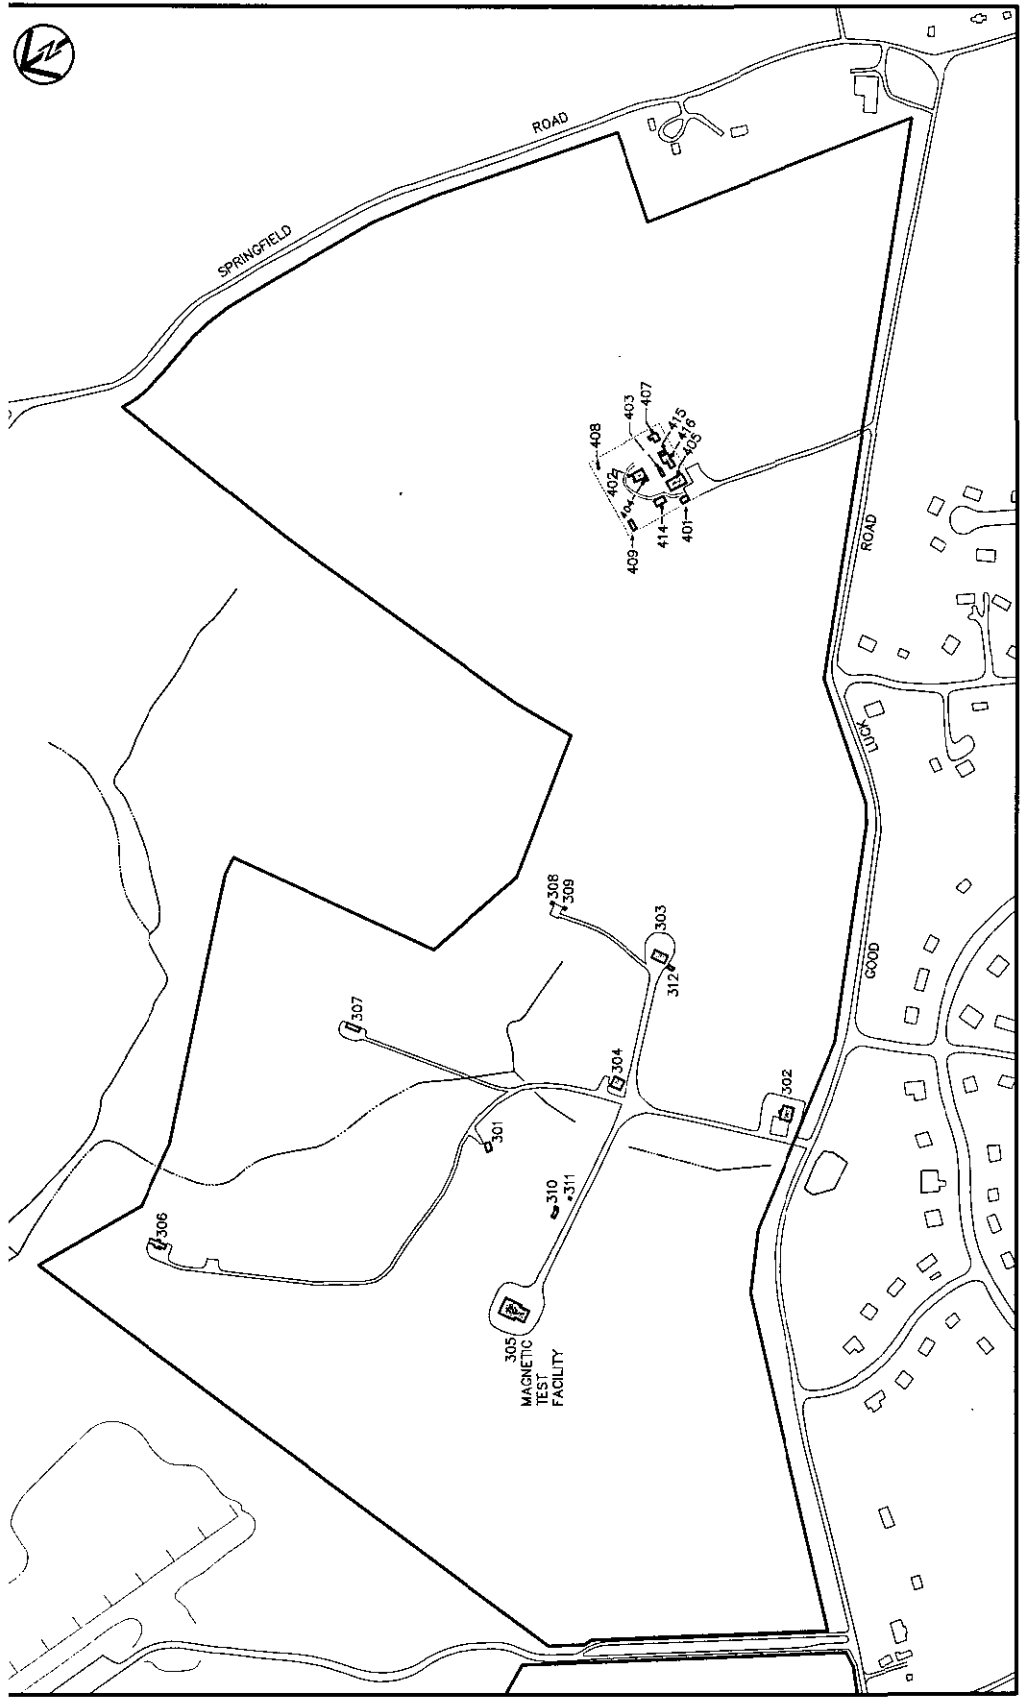 N
ROAD
SPRINGFIELD
403
407
408
415
416
405
402
404
409
414
401
ROAD
LUCK
308
309
303
312
GOOD
307
304
302
301
310
311
306
305
MAGNETIC
TEST
FACILITY